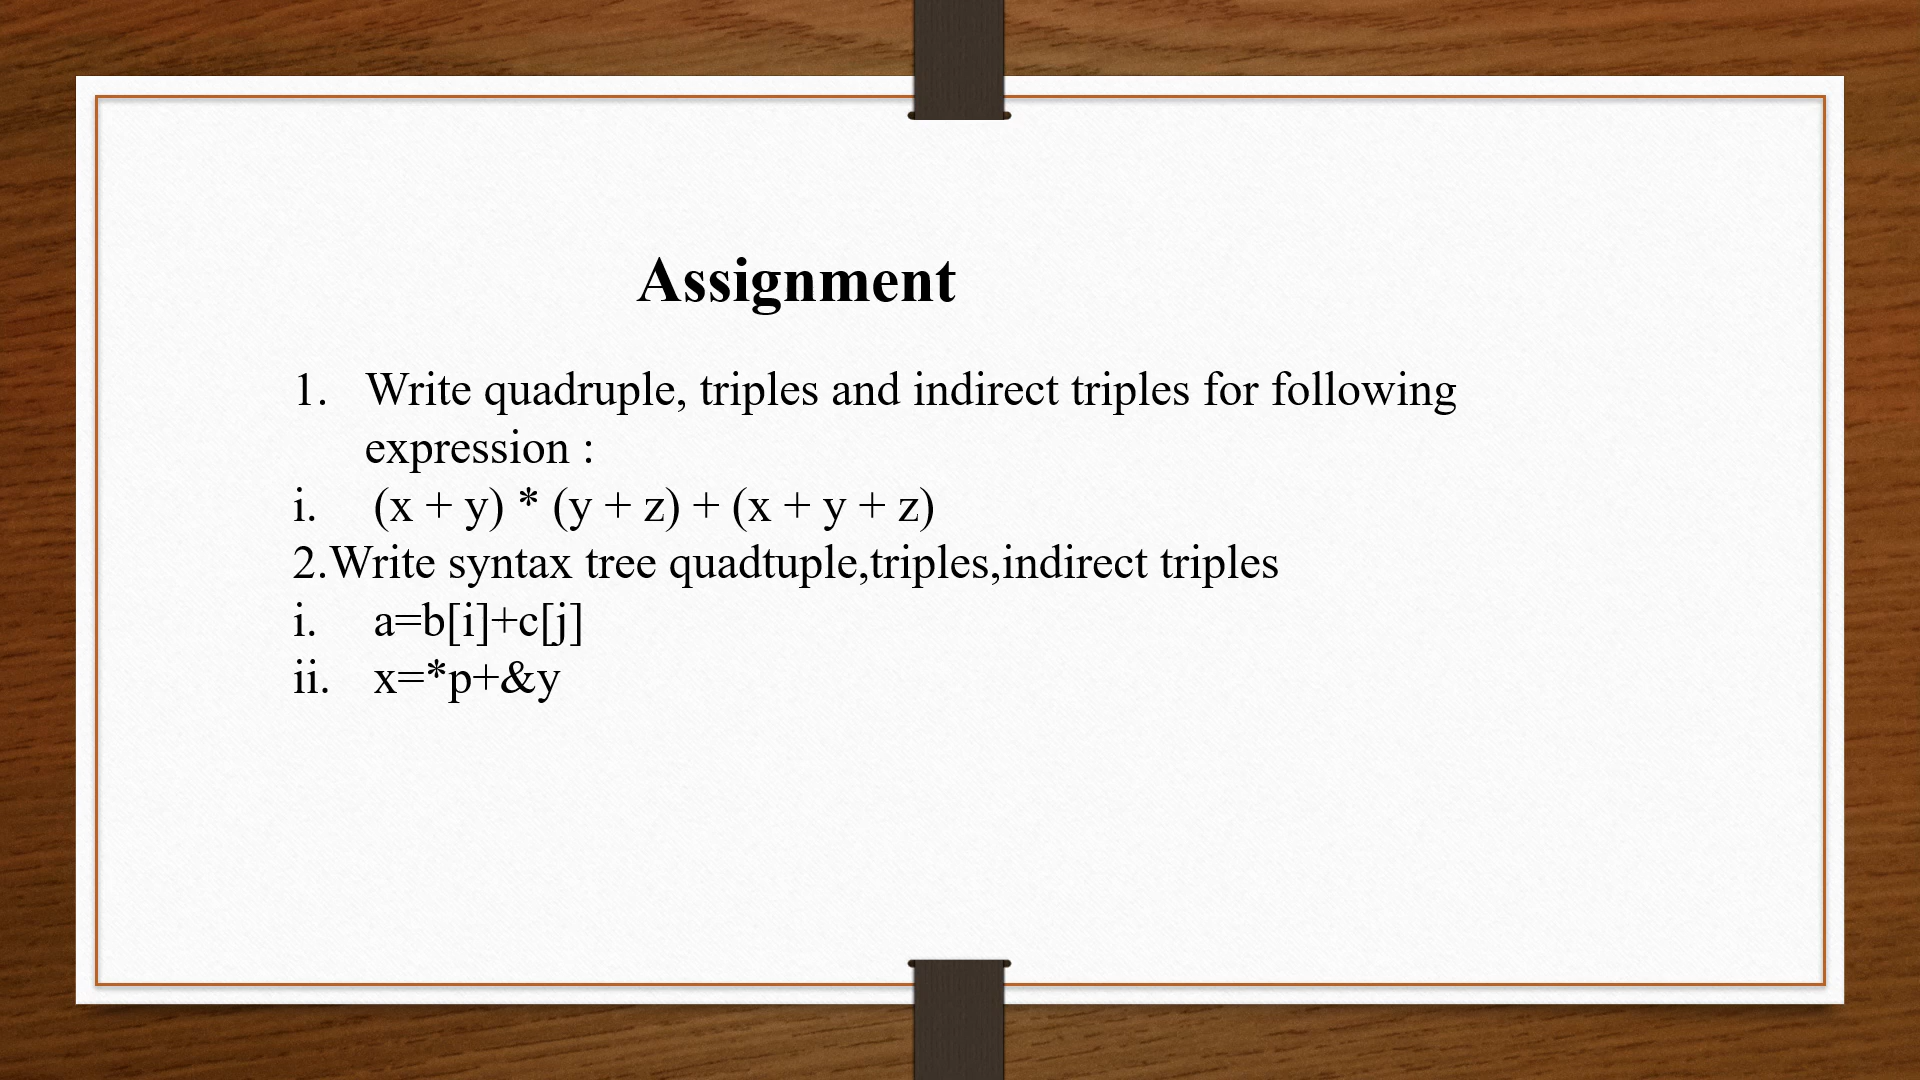 Assignment
1. Write quadruple, triples and indirect triples for following
expression :
i. (x + y) * (y + z) + (x + y + z)
2.Write syntax tree quadtuple,triples,indirect triples
i. a=b[i]+c[j]
ii. x=*p+&y